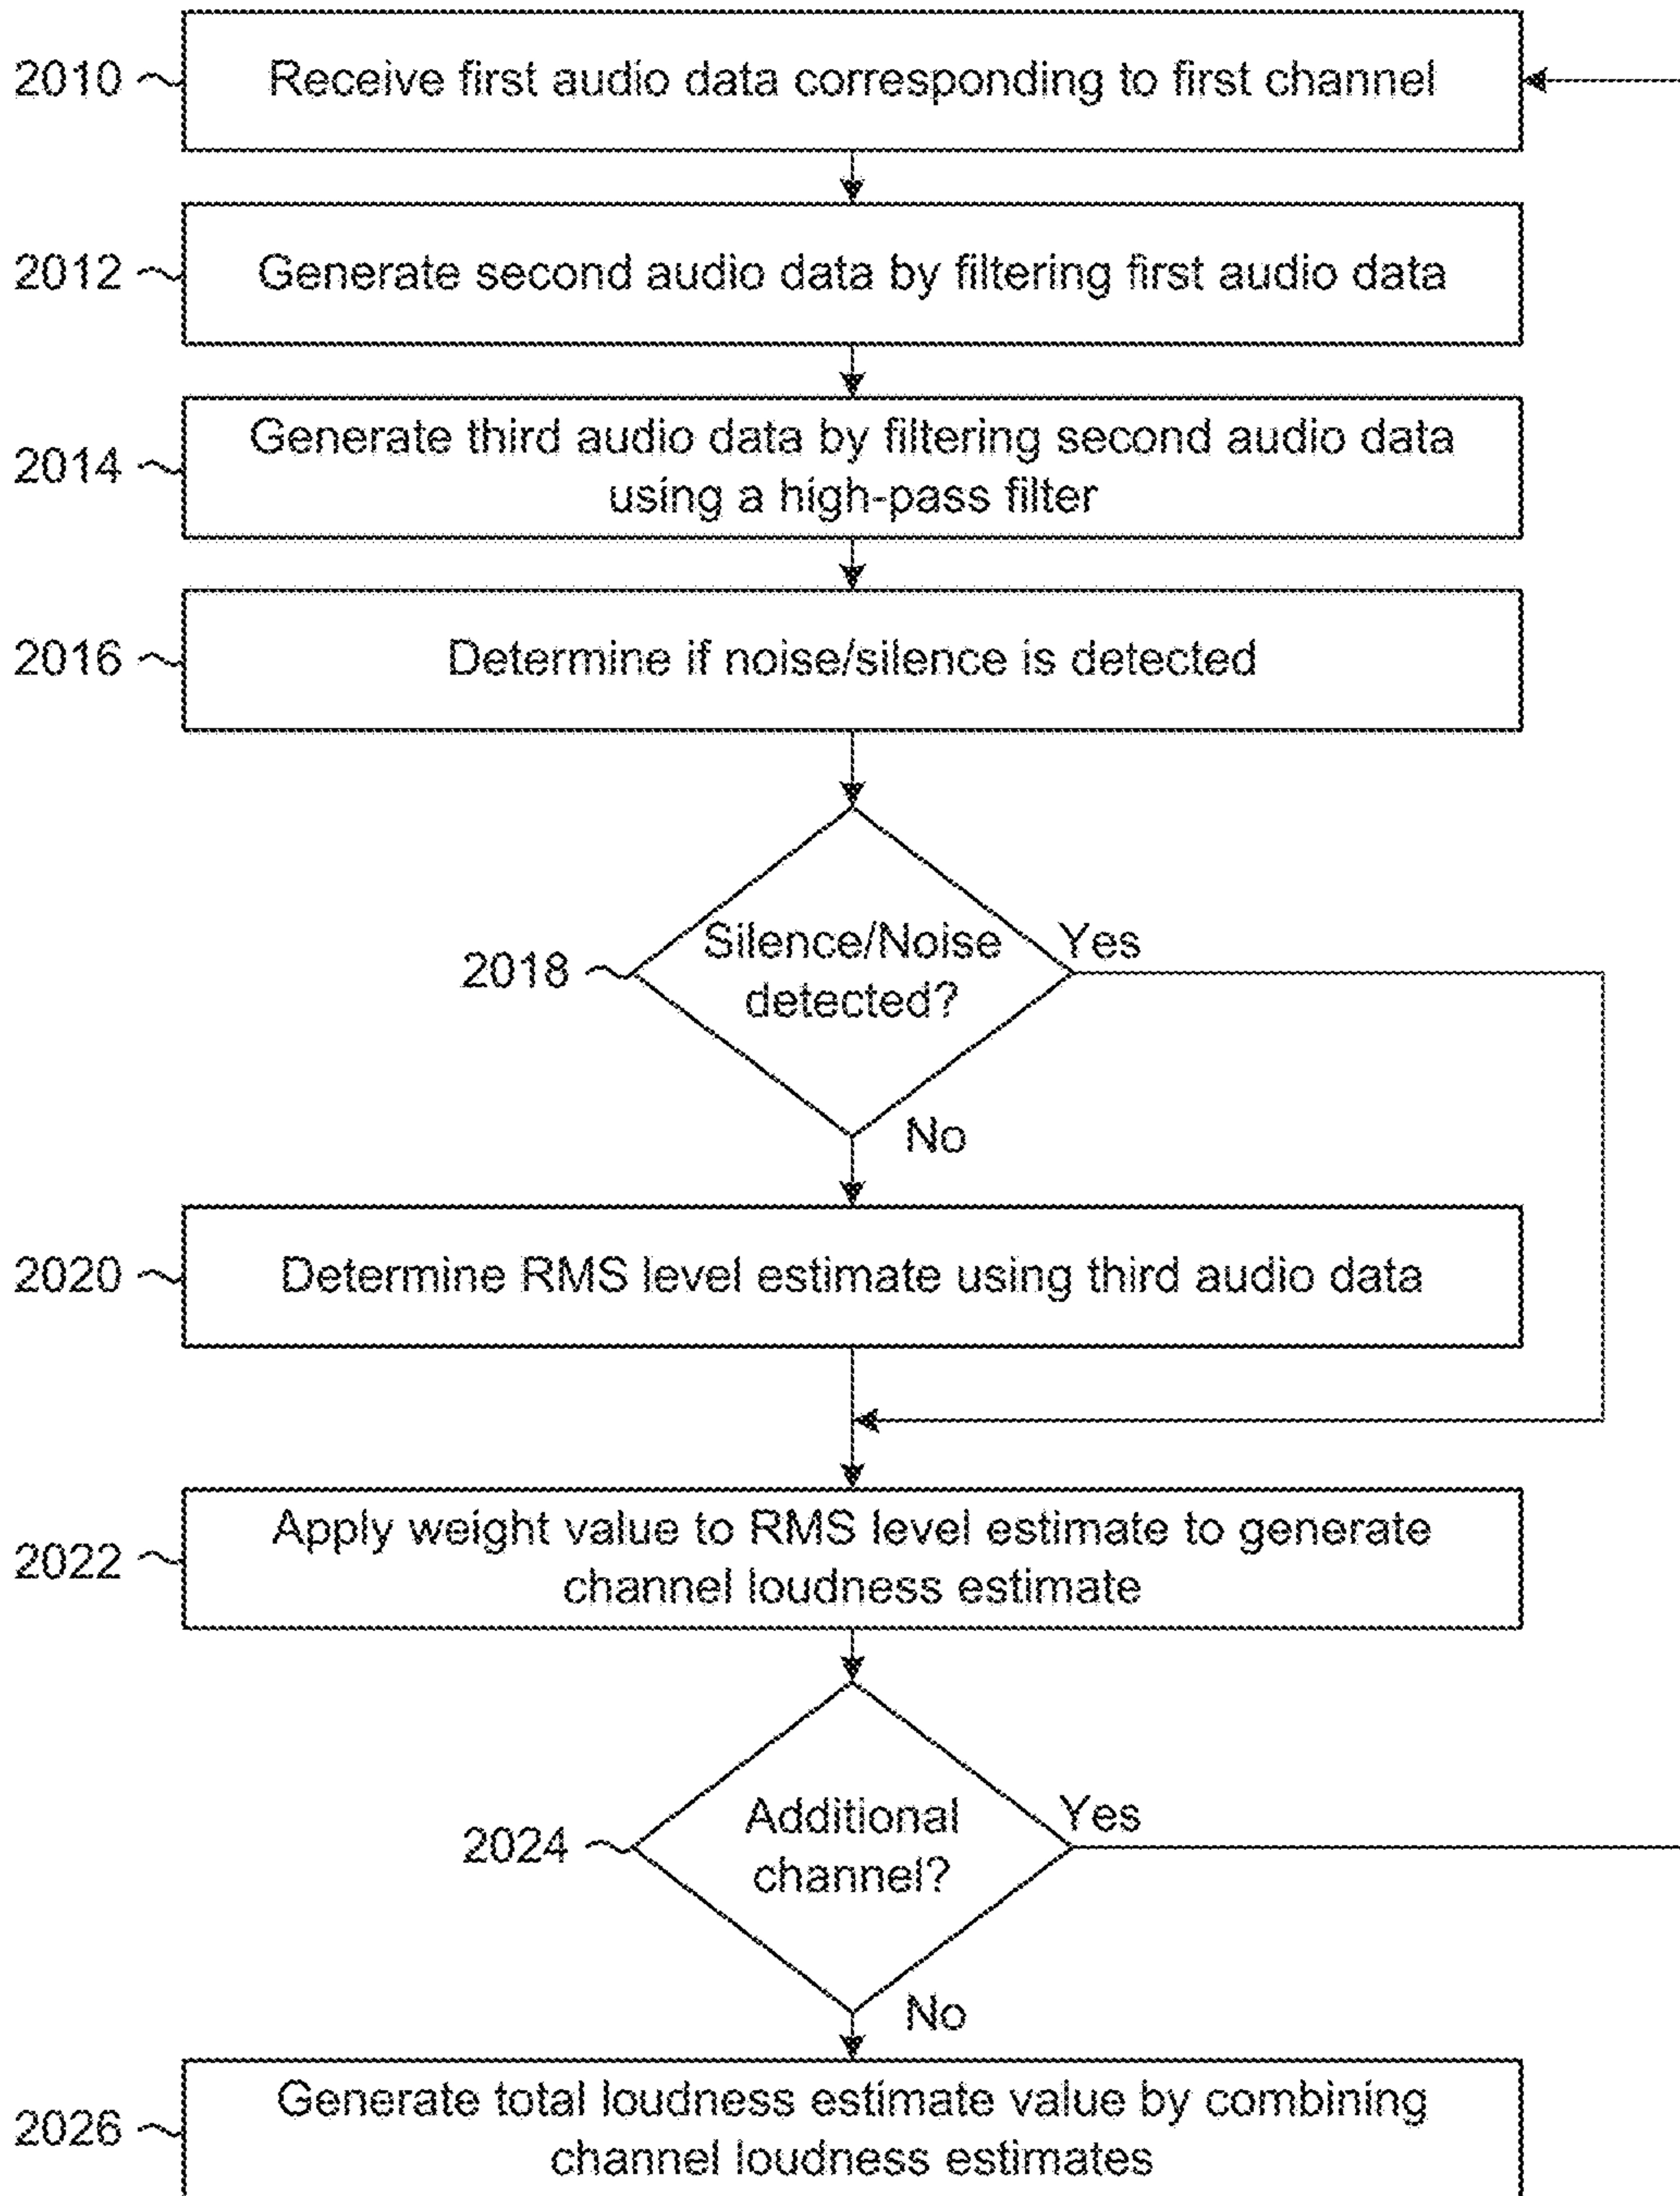 2010
Receive first audio data corresponding to first channel
2012
Generate second audio data by filtering first audio data
2014
Generate third audio data by filtering second audio data
using a high-pass filter
2016
Determine if noise/silence is detected
2018
Silence/Noise
detected?
Yes
No
2020
Determine RMS level estimate using third audio data
2022
Apply weight value to RMS level estimate to generate
channel loudness estimate
2024
Additional
channel?
Yes
No
2026
Generate total loudness estimate value by combining
channel loudness estimates